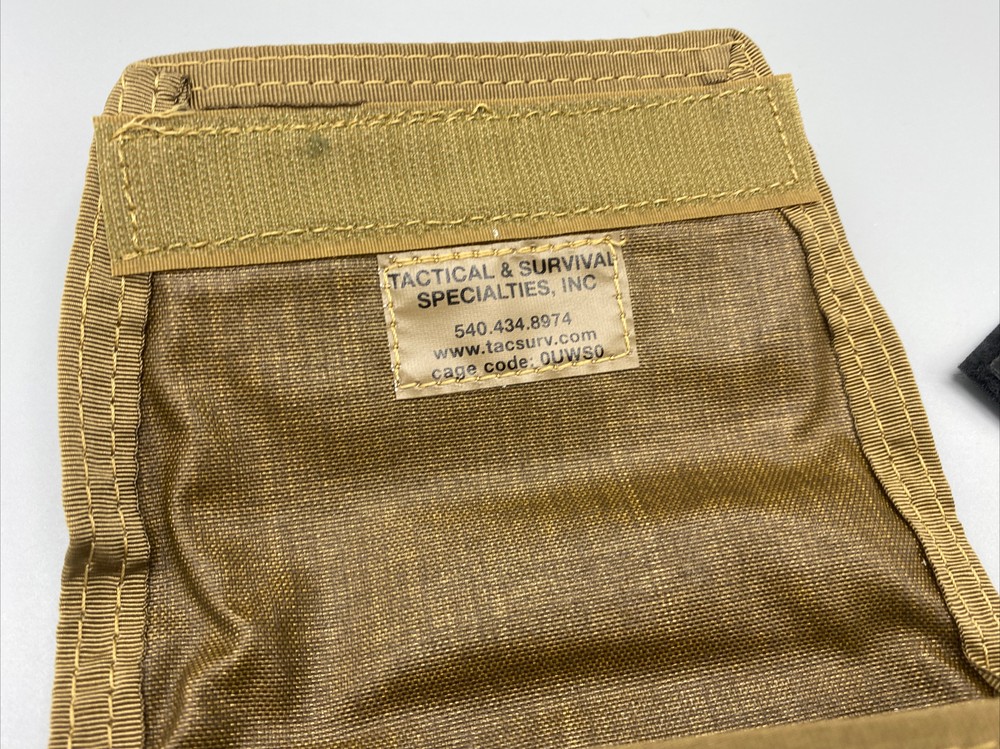 TACTICAL & SURVIVAL
SPECIALTIES, INC
540.434.8974
www.tacsurv.com
cage code: 0UWS0